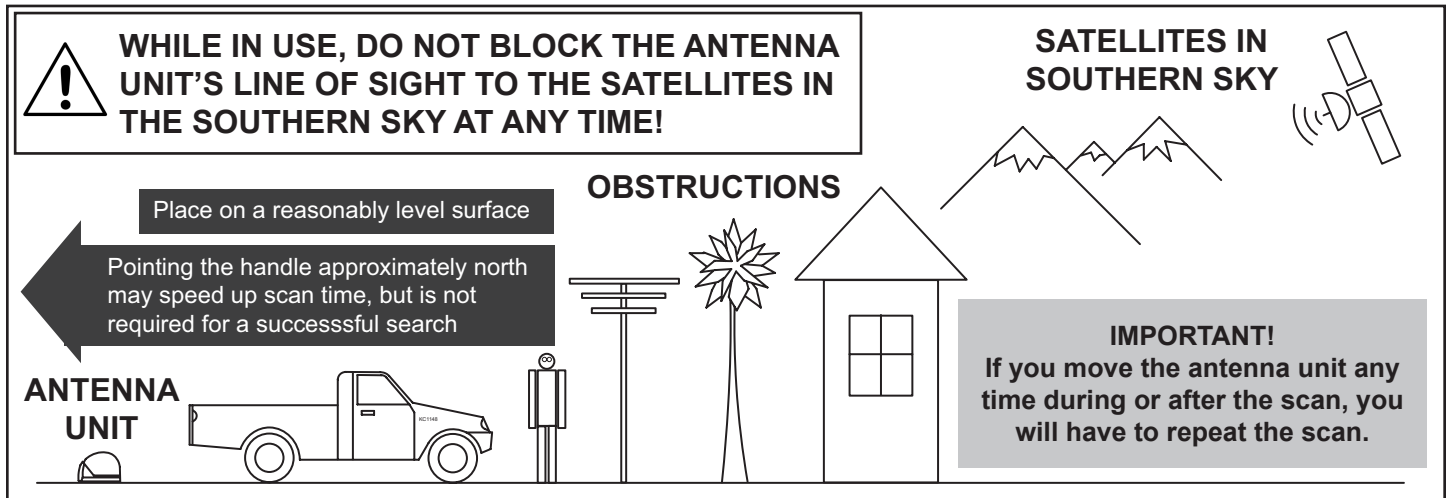 WHILE IN USE, DO NOT BLOCK THE ANTENNA
UNIT'S LINE OF SIGHT TO THE SATELLITES IN
THE SOUTHERN SKY AT ANY TIME!
SATELLITES IN
SOUTHERN SKY
OBSTRUCTIONS
Place on a reasonably level surface
Pointing the handle approximately north
may speed up scan time, but is not
required for a successsful search
ANTENNA
UNIT
KC1148
IMPORTANT!
If you move the antenna unit any
time during or after the scan, you
will have to repeat the scan.